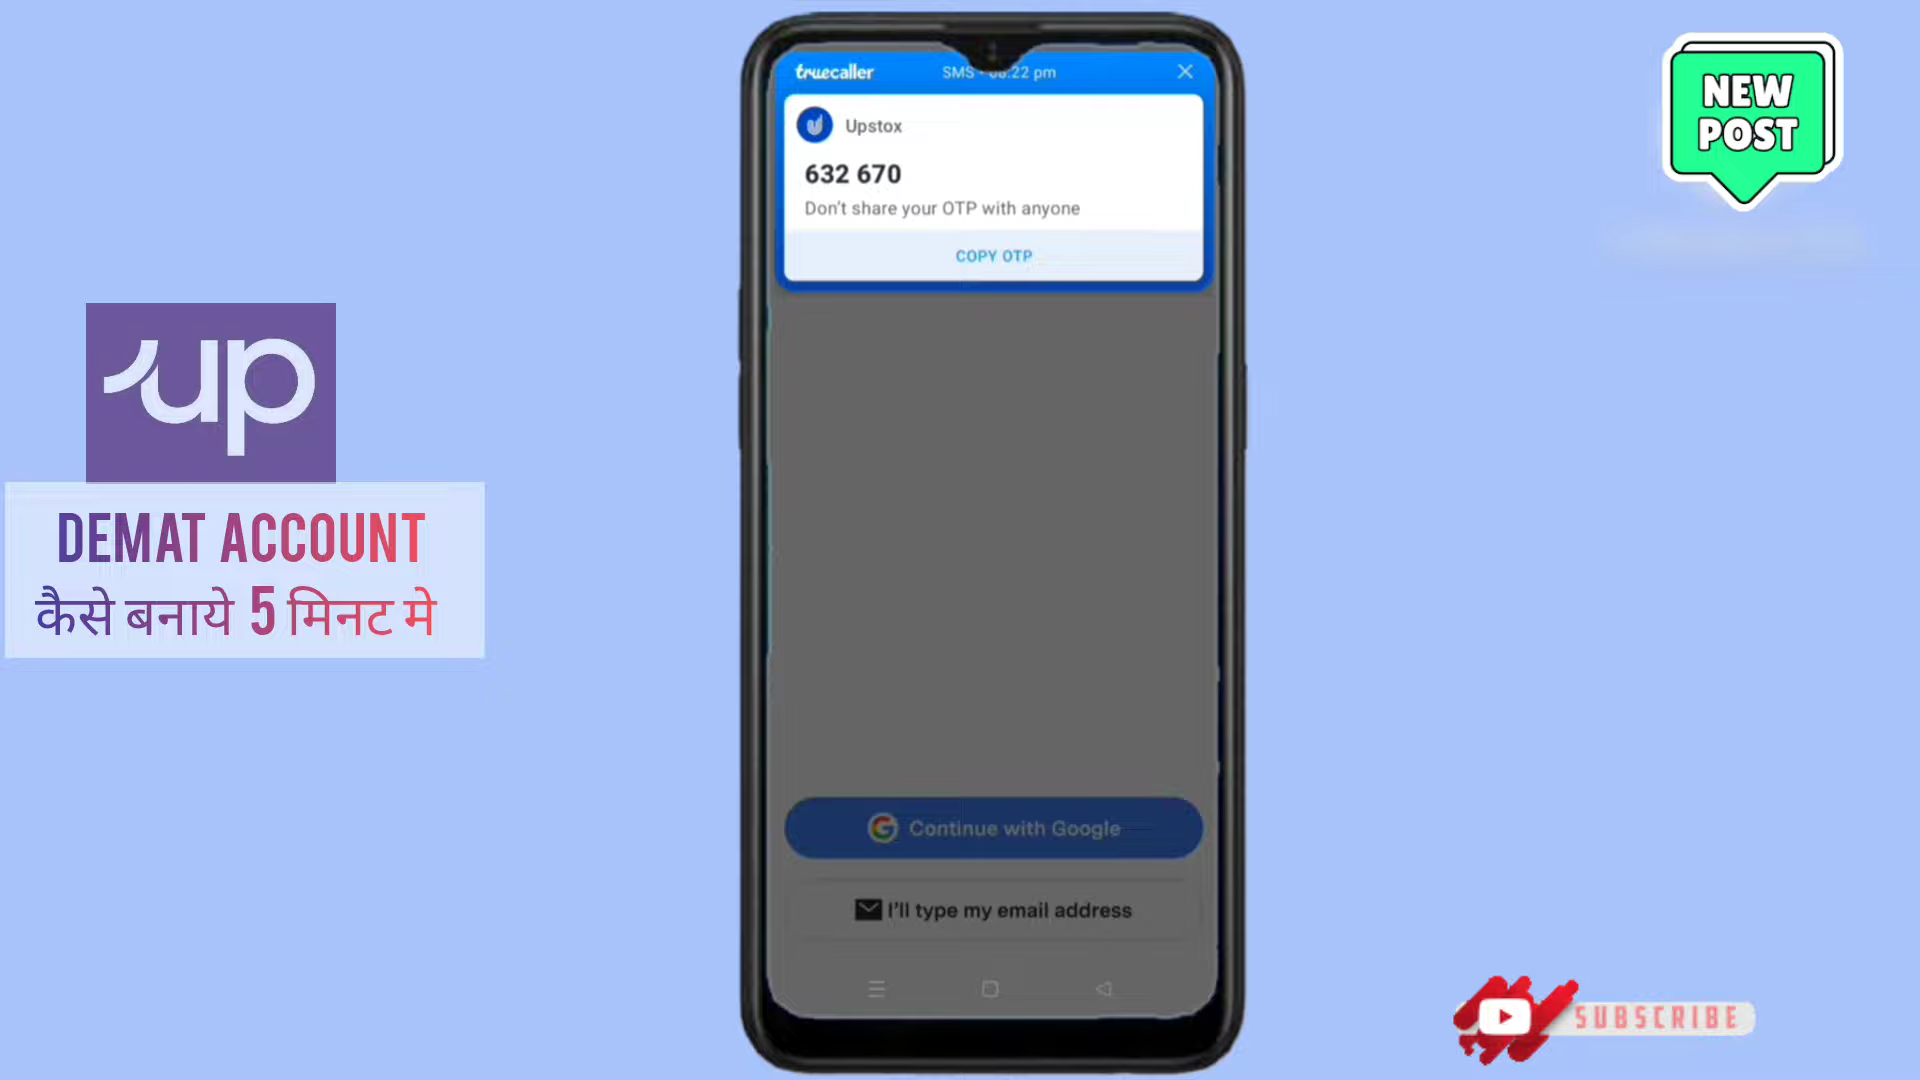 truecaller
SMS • 22 pm
Upstox
632 670
Don't share your OTP with anyone
COPY OTP
Continue with Google
I'll type my email address
up
DEMAT ACCOUNT
कैसे बनाये 5 मिनट मे
NEW
POST
SUBSCRIBE